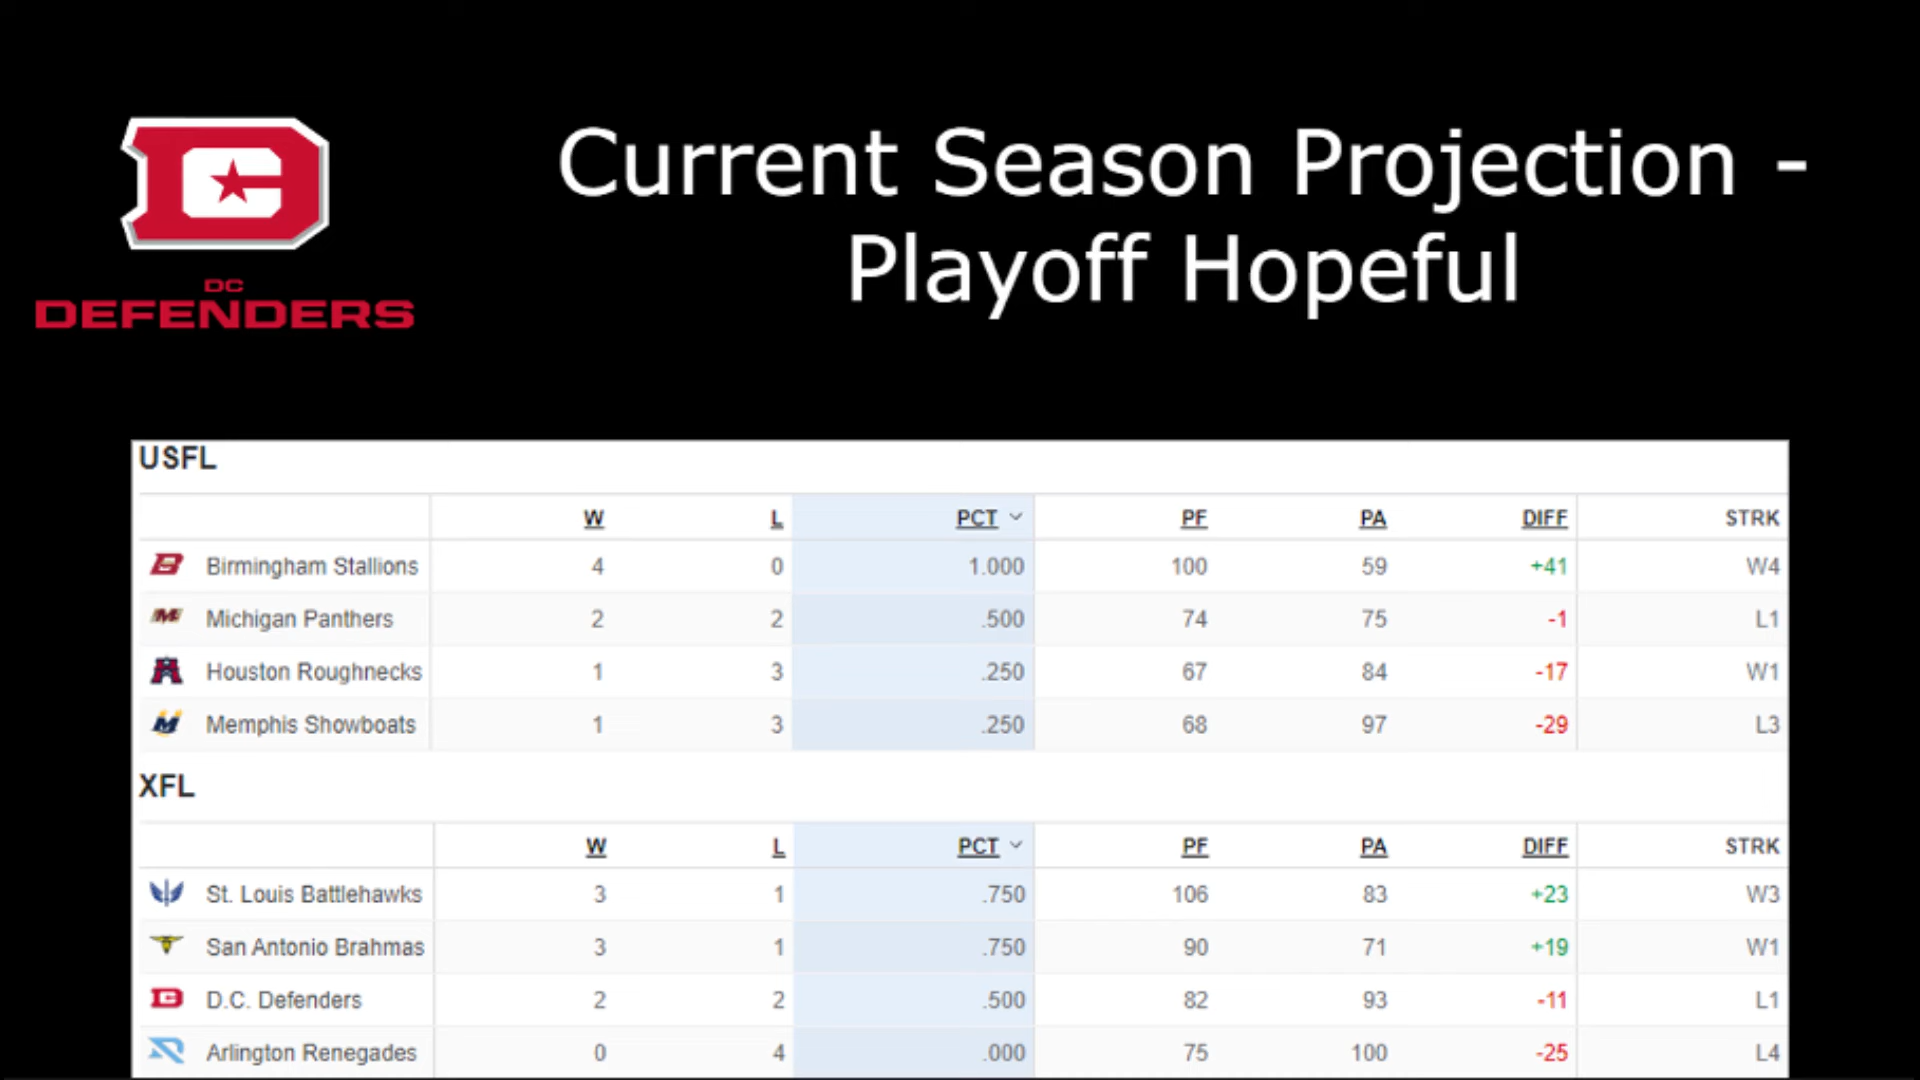 Current Season Projection -
Playoff Hopeful
DC
DEFENDERS
USFL
W L PCT PF PA DIFF STRK
Birmingham Stallions 4 0 1.000 100 59 +41 W4
Michigan Panthers 2 2 .500 74 75 -1 L1
Houston Roughnecks 1 3 .250 67 84 -17 W1
Memphis Showboats 1 3 .250 68 97 -29 L3
XFL
W L PCT PF PA DIFF STRK
St. Louis Battlehawks 3 1 .750 106 83 +23 W3
San Antonio Brahmas 3 1 .750 90 71 +19 W1
D.C. Defenders 2 2 .500 82 93 -11 L1
Arlington Renegades 0 4 .000 75 100 -25 L4